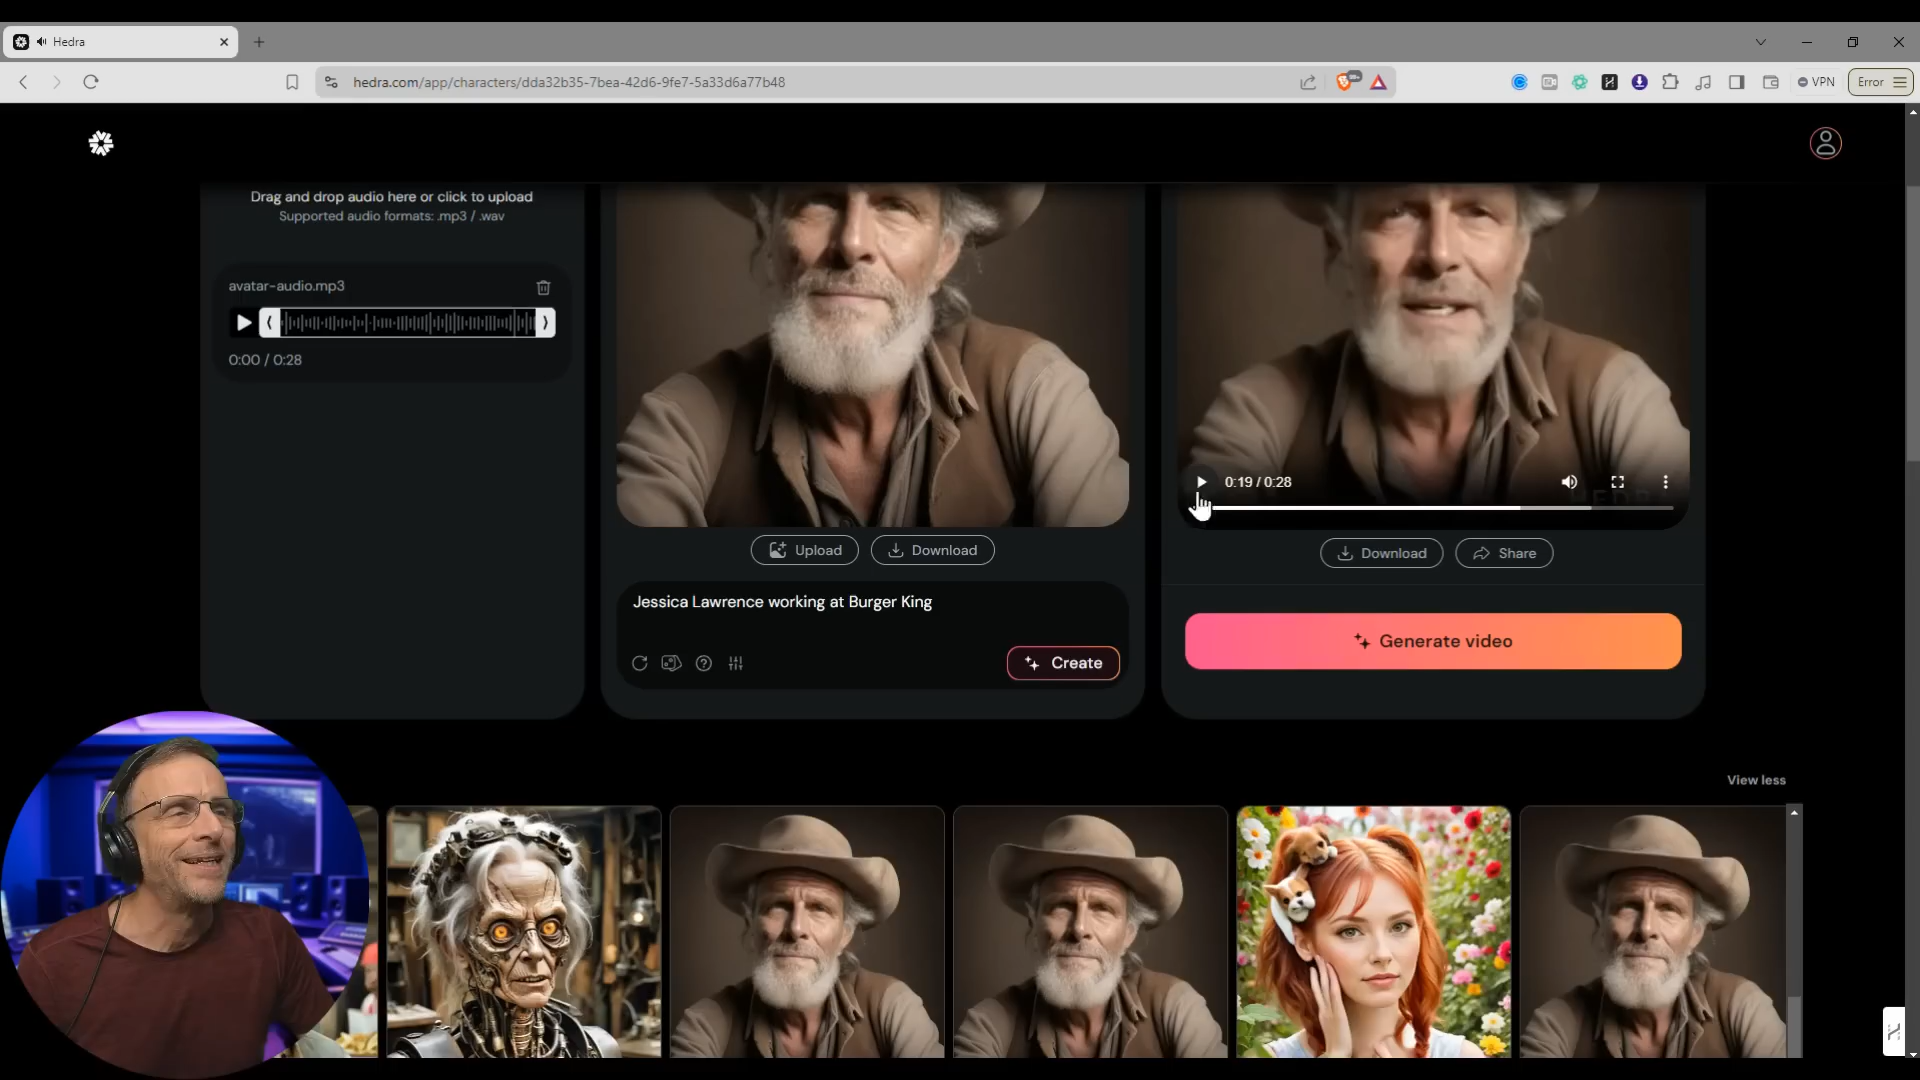 Hedra
hedra.com/app/characters/dda32b35-7bea-42d6-9fe7-5a33d6a77b48
VPN
Error
Drag and drop audio here or click to upload
Supported audio formats: .mp3 / .wav
avatar-audio.mp3
0:00 / 0:28
0:19 / 0:28
Upload
Download
Download
Share
Jessica Lawrence working at Burger King
Create
Generate video
View less